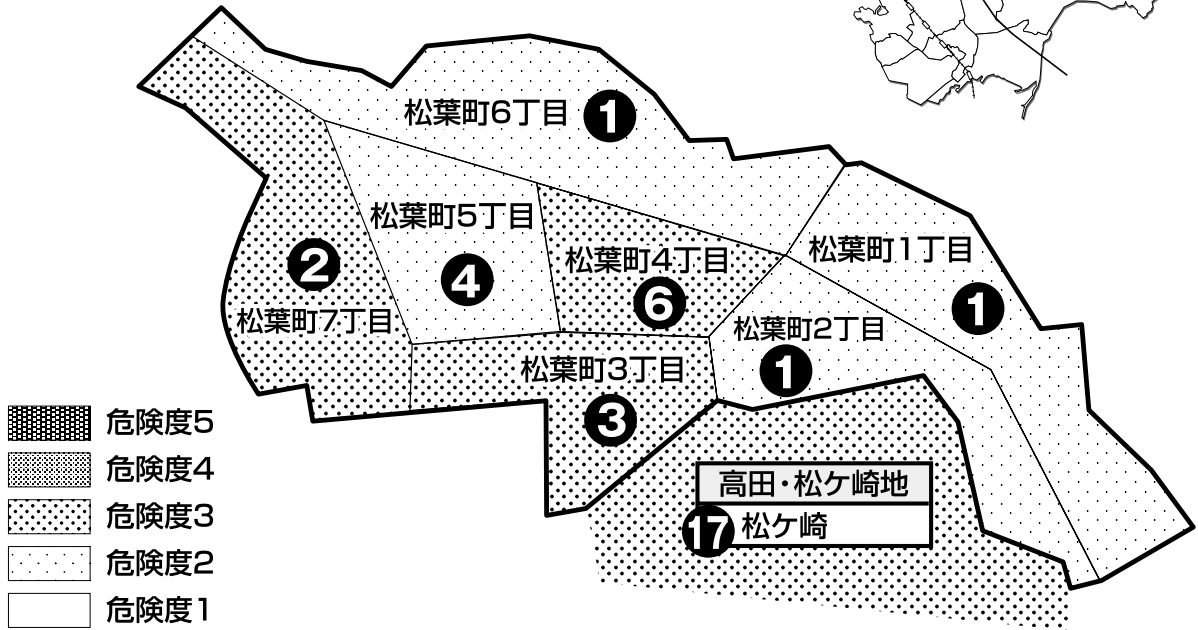 松葉町6丁目
1
松葉町5丁目
4
松葉町4丁目
6
松葉町1丁目
1
2
松葉町7丁目
松葉町2丁目
1
松葉町3丁目
3
高田・松ケ崎地
17
松ケ崎
危険度5
危険度4
危険度3
危険度2
危険度1